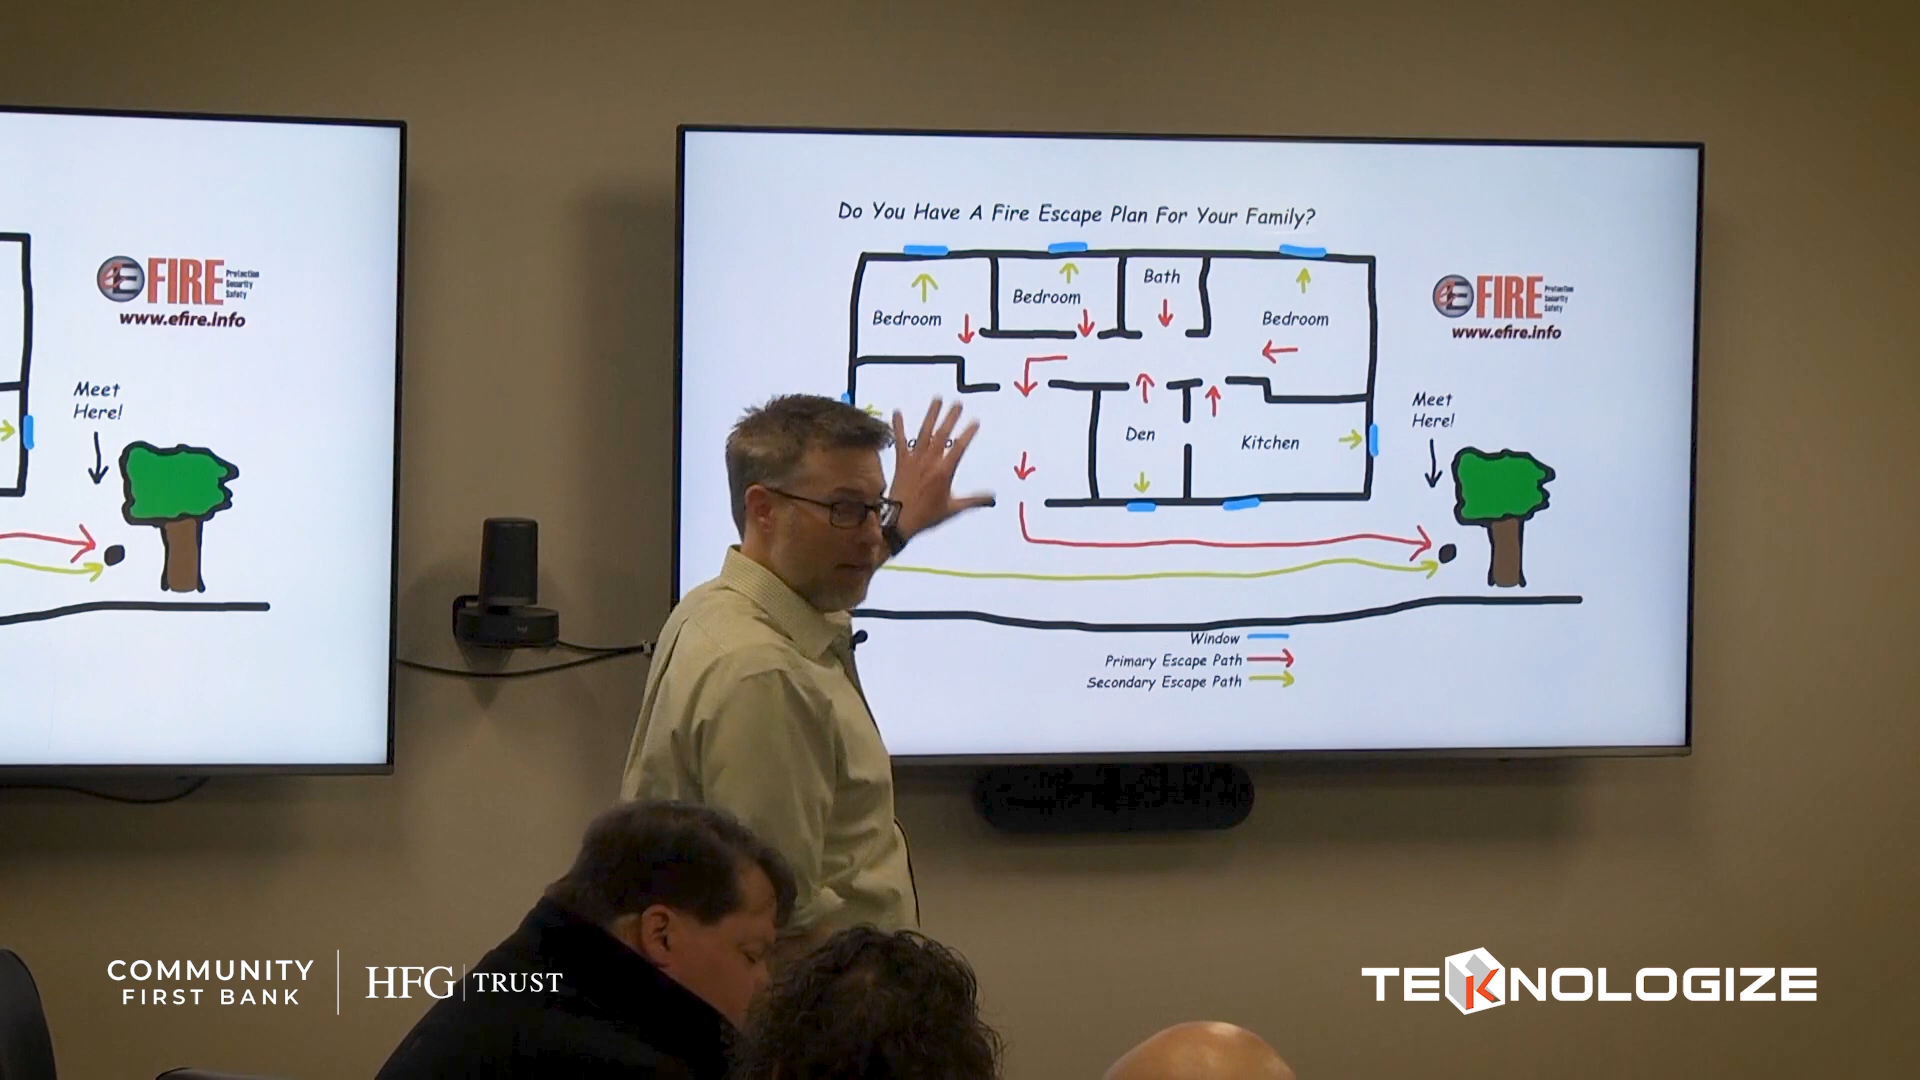 FIRE
Protection
Security
Safety
www.efire.info
Meet
Here!
Do You Have A Fire Escape Plan For Your Family?
Bedroom
Bedroom
Bath
Bedroom
Den
Kitchen
FIRE
Protection
Security
Safety
www.efire.info
Meet
Here!
Window
Primary Escape Path
Secondary Escape Path
COMMUNITY
FIRST BANK
HFG TRUST
TEKNOLOGIZE